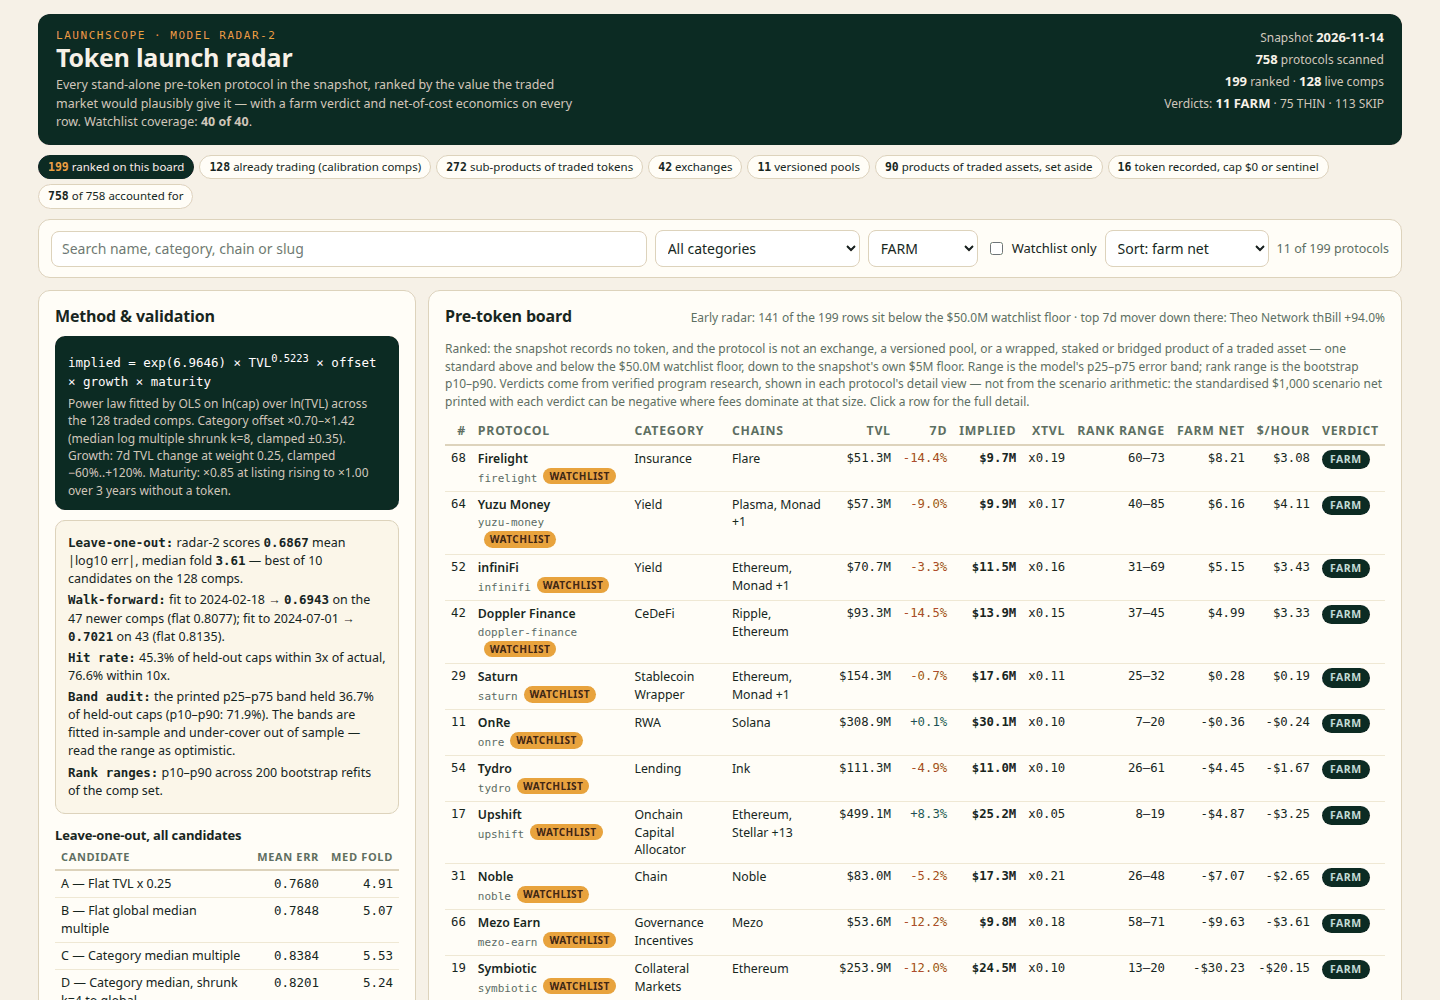 LAUNCHSCOPE · MODEL RADAR-2
Token launch radar
Every stand-alone pre-token protocol in the snapshot, ranked by the value the traded
market would plausibly give it — with a farm verdict and net-of-cost economics on every
row. Watchlist coverage: 40 of 40.
Snapshot 2026-11-14
758 protocols scanned
199 ranked · 128 live comps
Verdicts: 11 FARM · 75 THIN · 113 SKIP
199 ranked on this board
128 already trading (calibration comps)
272 sub-products of traded tokens
42 exchanges
11 versioned pools
90 products of traded assets, set aside
16 token recorded, cap $0 or sentinel
758 of 758 accounted for
Search name, category, chain or slug
All categories
FARM
Watchlist only
Sort: farm net
11 of 199 protocols
Method & validation
implied = exp(6.9646) × TVL^0.5223 × offset
× growth × maturity
Power law fitted by OLS on ln(cap) over ln(TVL) across
the 128 traded comps. Category offset ×0.70–×1.42
(median log multiple shrunk k=8, clamped ±0.35).
Growth: 7d TVL change at weight 0.25, clamped
−60%..+120%. Maturity: ×0.85 at listing rising to ×1.00
over 3 years without a token.
Leave-one-out: radar-2 scores 0.6867 mean
|log10 err|, median fold 3.61 — best of 10
candidates on the 128 comps.
Walk-forward: fit to 2024-02-18 → 0.6943 on the
47 newer comps (flat 0.8077); fit to 2024-07-01 →
0.7021 on 43 (flat 0.8135).
Hit rate: 45.3% of held-out caps within 3x of actual,
76.6% within 10x.
Band audit: the printed p25–p75 band held 36.7%
of held-out caps (p10–p90: 71.9%). The bands are
fitted in-sample and under-cover out of sample —
read the range as optimistic.
Rank ranges: p10–p90 across 200 bootstrap refits
of the comp set.
Leave-one-out, all candidates
CANDIDATE MEAN ERR MED FOLD
A — Flat TVL x 0.25 0.7680 4.91
B — Flat global median
multiple 0.7848 5.07
C — Category median multiple 0.8384 5.53
D — Category median, shrunk 0.8201 5.24
k=4 to global
Pre-token board
Early radar: 141 of the 199 rows sit below the $50.0M watchlist floor · top 7d mover down there: Theo Network thBill +94.0%
Ranked: the snapshot records no token, and the protocol is not an exchange, a versioned pool, or a wrapped, staked or bridged product of a traded asset — one
standard above and below the $50.0M watchlist floor, down to the snapshot's own $5M floor. Range is the model's p25–p75 error band; rank range is the bootstrap
p10–p90. Verdicts come from verified program research, shown in each protocol's detail view — not from the scenario arithmetic: the standardised $1,000 scenario net
printed with each verdict can be negative where fees dominate at that size. Click a row for the full detail.
# PROTOCOL CATEGORY CHAINS TVL 7D IMPLIED XTVL RANK RANGE FARM NET $/HOUR VERDICT
68 Firelight Insurance Flare $51.3M -14.4% $9.7M x0.19 60–73 $8.21 $3.08 FARM
firelight WATCHLIST
64 Yuzu Money Yield Plasma, Monad $57.3M -9.0% $9.9M x0.17 40–85 $6.16 $4.11 FARM
yuzu-money +1
WATCHLIST
52 infiniFi Yield Ethereum, $70.7M -3.3% $11.5M x0.16 31–69 $5.15 $3.43 FARM
infinifi WATCHLIST Monad +1
42 Doppler Finance CeDeFi Ripple, $93.3M -14.5% $13.9M x0.15 37–45 $4.99 $3.33 FARM
doppler-finance Ethereum
WATCHLIST
29 Saturn Stablecoin Ethereum, $154.3M -0.7% $17.6M x0.11 25–32 $0.28 $0.19 FARM
saturn WATCHLIST Wrapper Monad +1
11 OnRe RWA Solana $308.9M +0.1% $30.1M x0.10 7–20 -$0.36 -$0.24 FARM
onre WATCHLIST
54 Tydro Lending Ink $111.3M -4.9% $11.0M x0.10 26–61 -$4.45 -$1.67 FARM
tydro WATCHLIST
17 Upshift Onchain Ethereum, $499.1M +8.3% $25.2M x0.05 8–19 -$4.87 -$3.25 FARM
upshift WATCHLIST Capital Stellar +13
Allocator
31 Noble Chain Noble $83.0M -5.2% $17.3M x0.21 26–48 -$7.07 -$2.65 FARM
noble WATCHLIST
66 Mezo Earn Governance Mezo $53.6M -12.2% $9.8M x0.18 58–71 -$9.63 -$3.61 FARM
mezo-earn WATCHLIST Incentives
19 Symbiotic Collateral Ethereum $253.9M -12.0% $24.5M x0.10 13–20 -$30.23 -$20.15 FARM
symbiotic WATCHLIST Markets